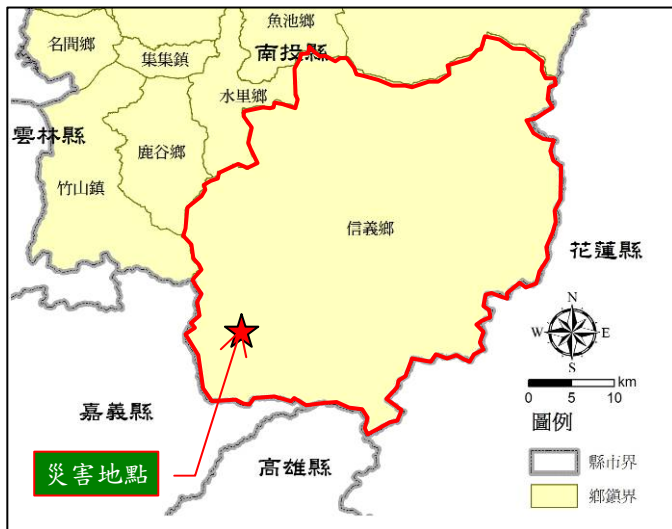 魚池鄉
名間鄉
集集鎮
南投縣
水里鄉
雲林縣
鹿谷鄉
竹山鎮
信義鄉
花蓮縣
N
W E
S
km
0 5 10
嘉義縣
圖例
災害地點
高雄縣
縣市界
鄉鎮界